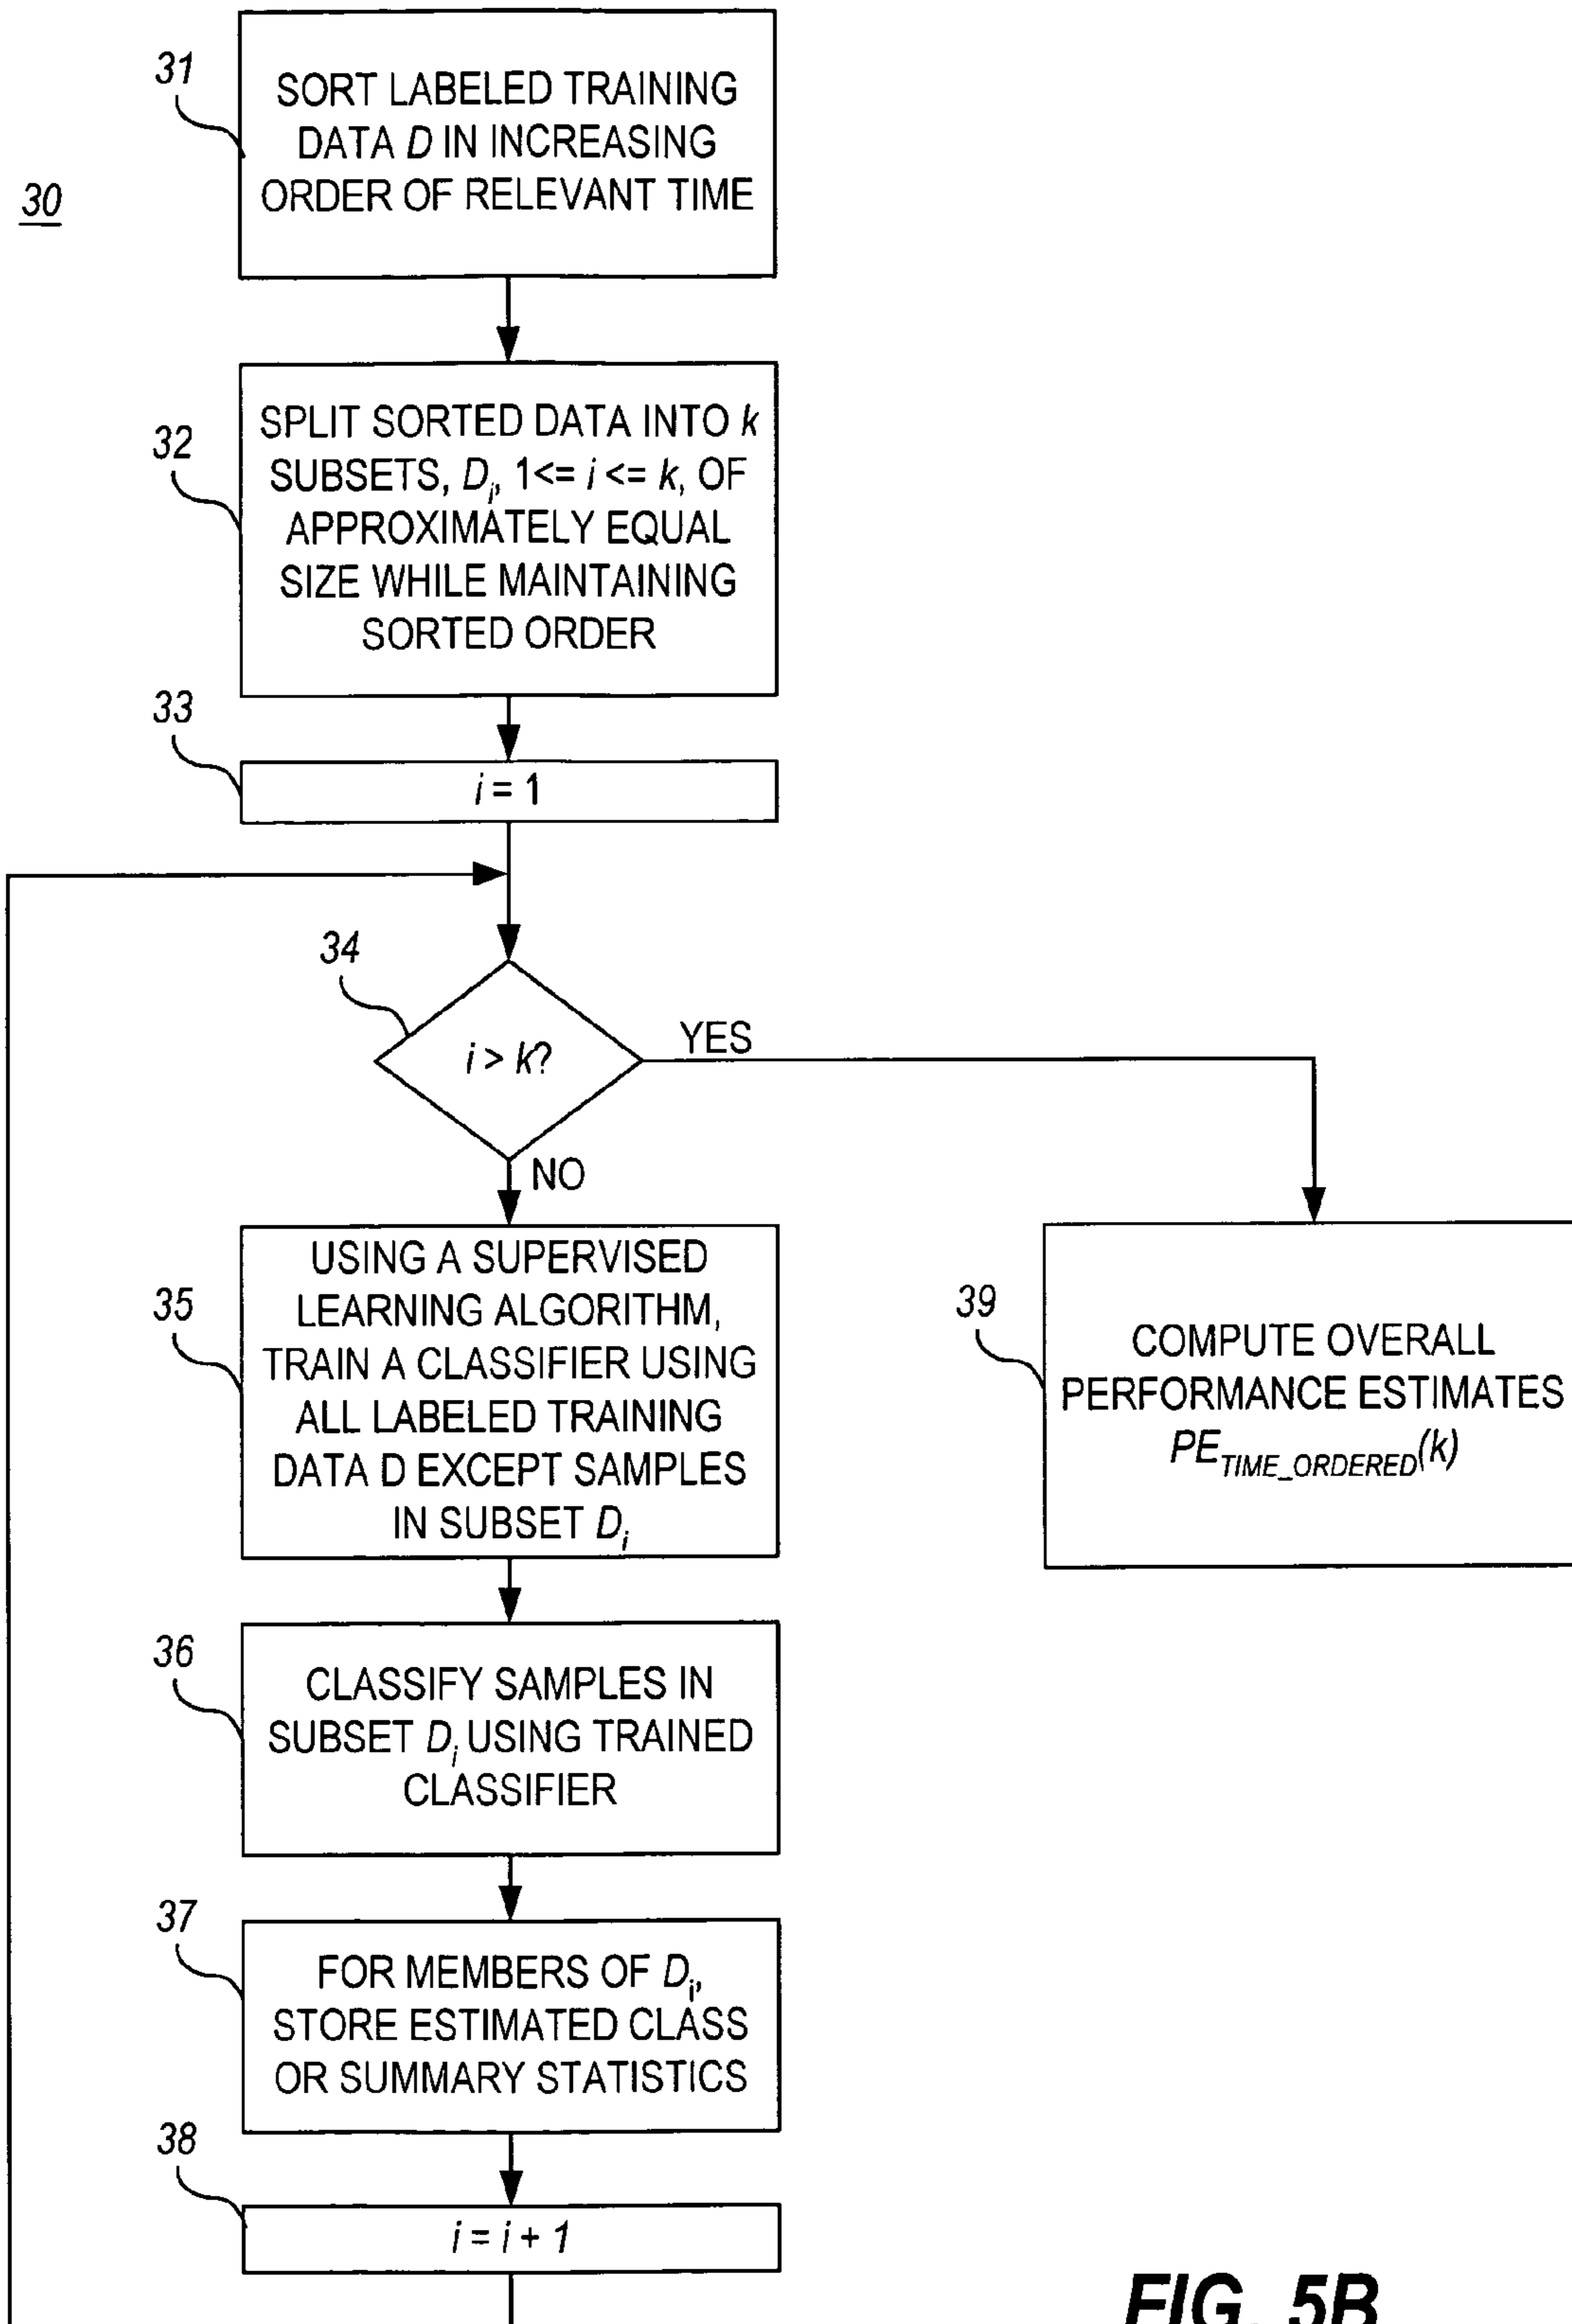 30
31
SORT LABELED TRAINING
DATA D IN INCREASING
ORDER OF RELEVANT TIME
32
SPLIT SORTED DATA INTO k
SUBSETS, Di, 1<= i <= k, OF
APPROXIMATELY EQUAL
SIZE WHILE MAINTAINING
SORTED ORDER
33
i = 1
34
i > k?
YES
NO
35
USING A SUPERVISED
LEARNING ALGORITHM,
TRAIN A CLASSIFIER USING
ALL LABELED TRAINING
DATA D EXCEPT SAMPLES
IN SUBSET Di
39
COMPUTE OVERALL
PERFORMANCE ESTIMATES
PETIME_ORDERED(k)
36
CLASSIFY SAMPLES IN
SUBSET Di USING TRAINED
CLASSIFIER
37
FOR MEMBERS OF Di,
STORE ESTIMATED CLASS
OR SUMMARY STATISTICS
38
i = i + 1
FIG. 5B